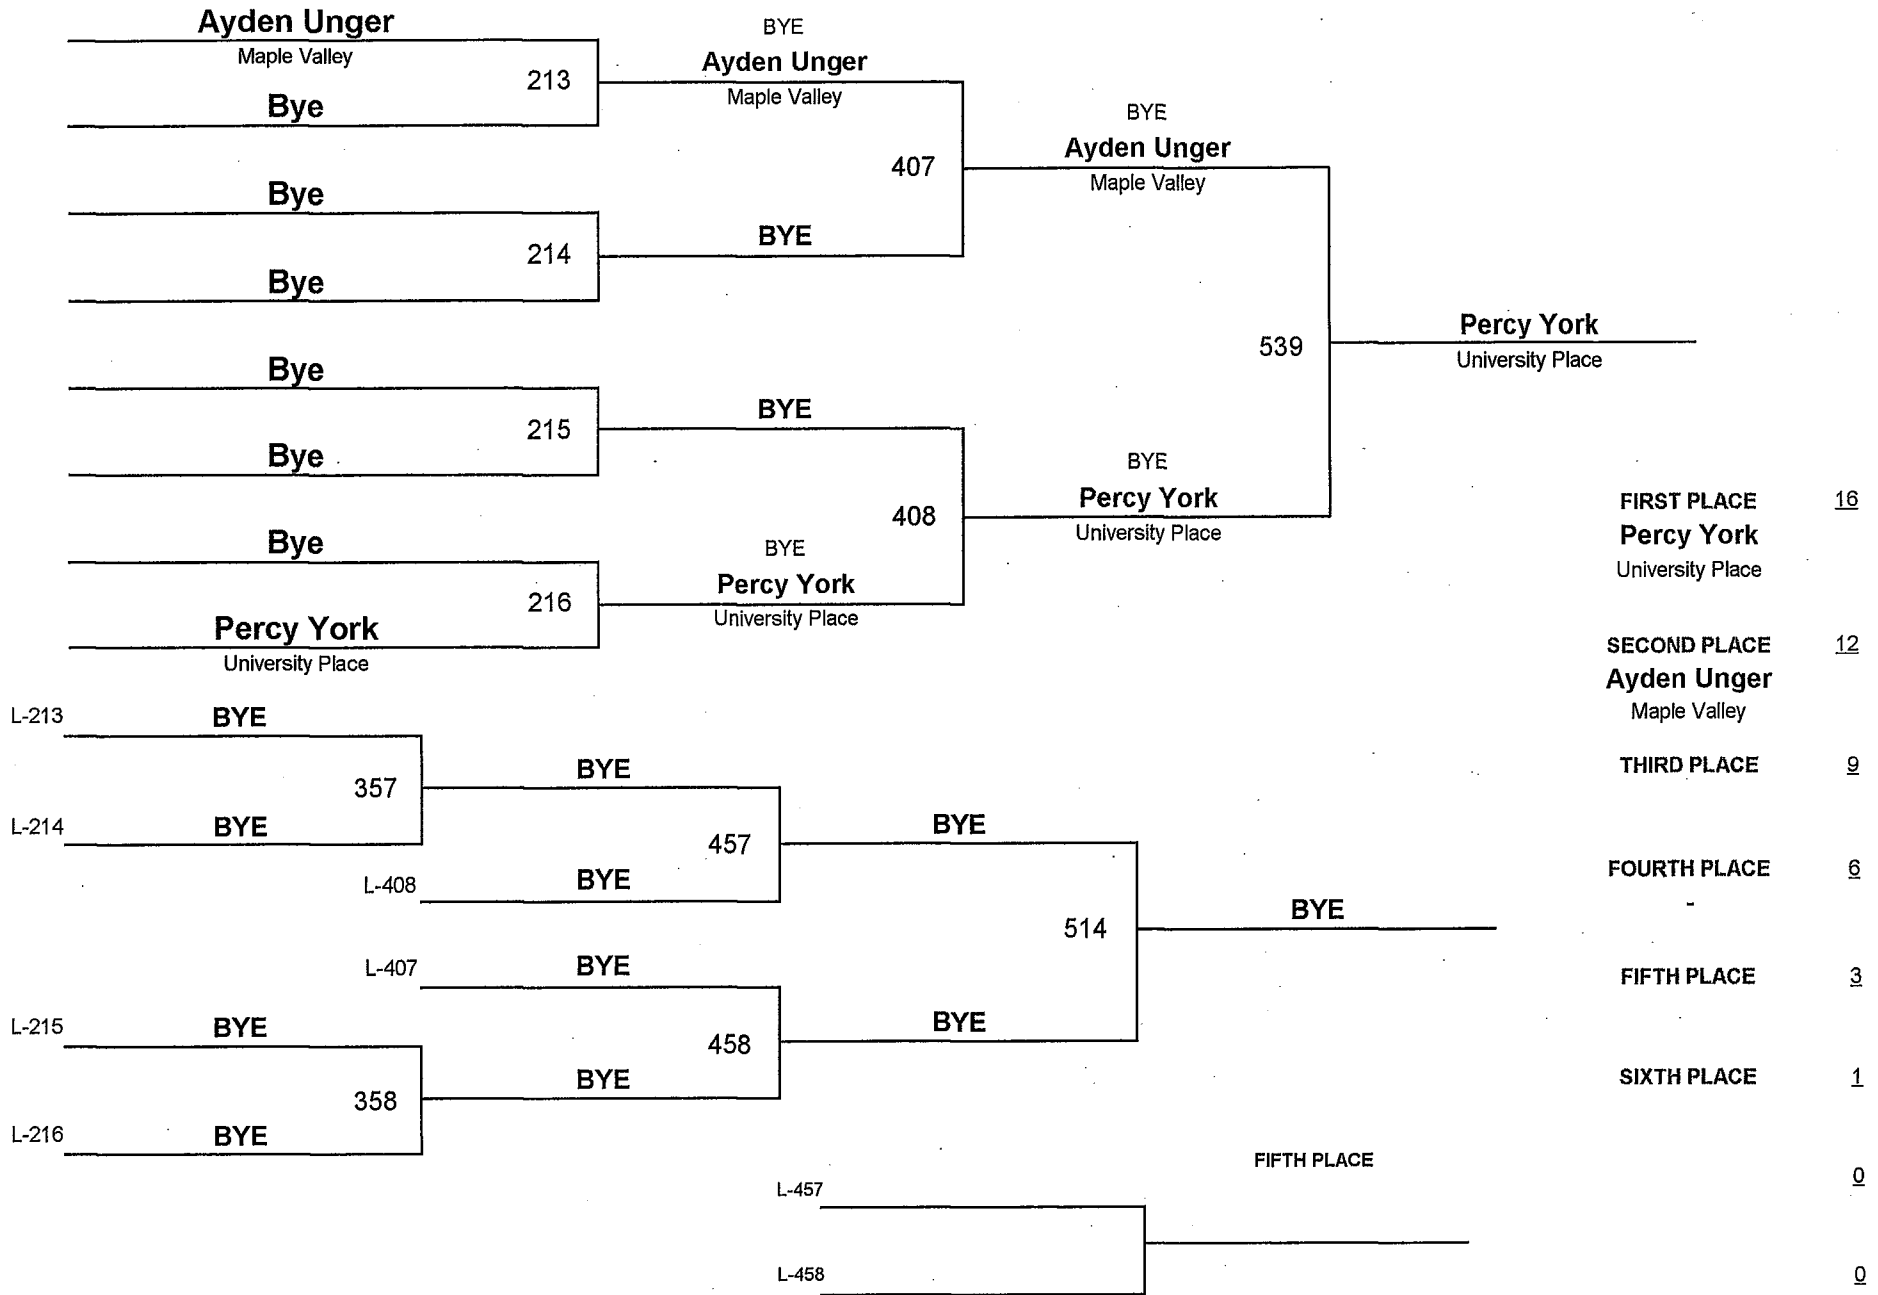 Ayden Unger
Maple Valley
213
Bye
BYE
Ayden Unger
Maple Valley
407
BYE
Ayden Unger
Maple Valley
Bye
214
Bye
BYE
539
Percy York
University Place
Bye
215
Bye
BYE
408
BYE
Percy York
University Place
Bye
216
Percy York
University Place
BYE
Percy York
University Place
FIRST PLACE 16
Percy York
University Place
SECOND PLACE 12
Ayden Unger
Maple Valley
THIRD PLACE 9
FOURTH PLACE 6
-
FIFTH PLACE 3
SIXTH PLACE 1
0
0
L-213 BYE
357
L-214 BYE
BYE
457
L-408 BYE
BYE
514
BYE
L-407 BYE
458
BYE
L-215 BYE
358
L-216 BYE
BYE
FIFTH PLACE
L-457
L-458